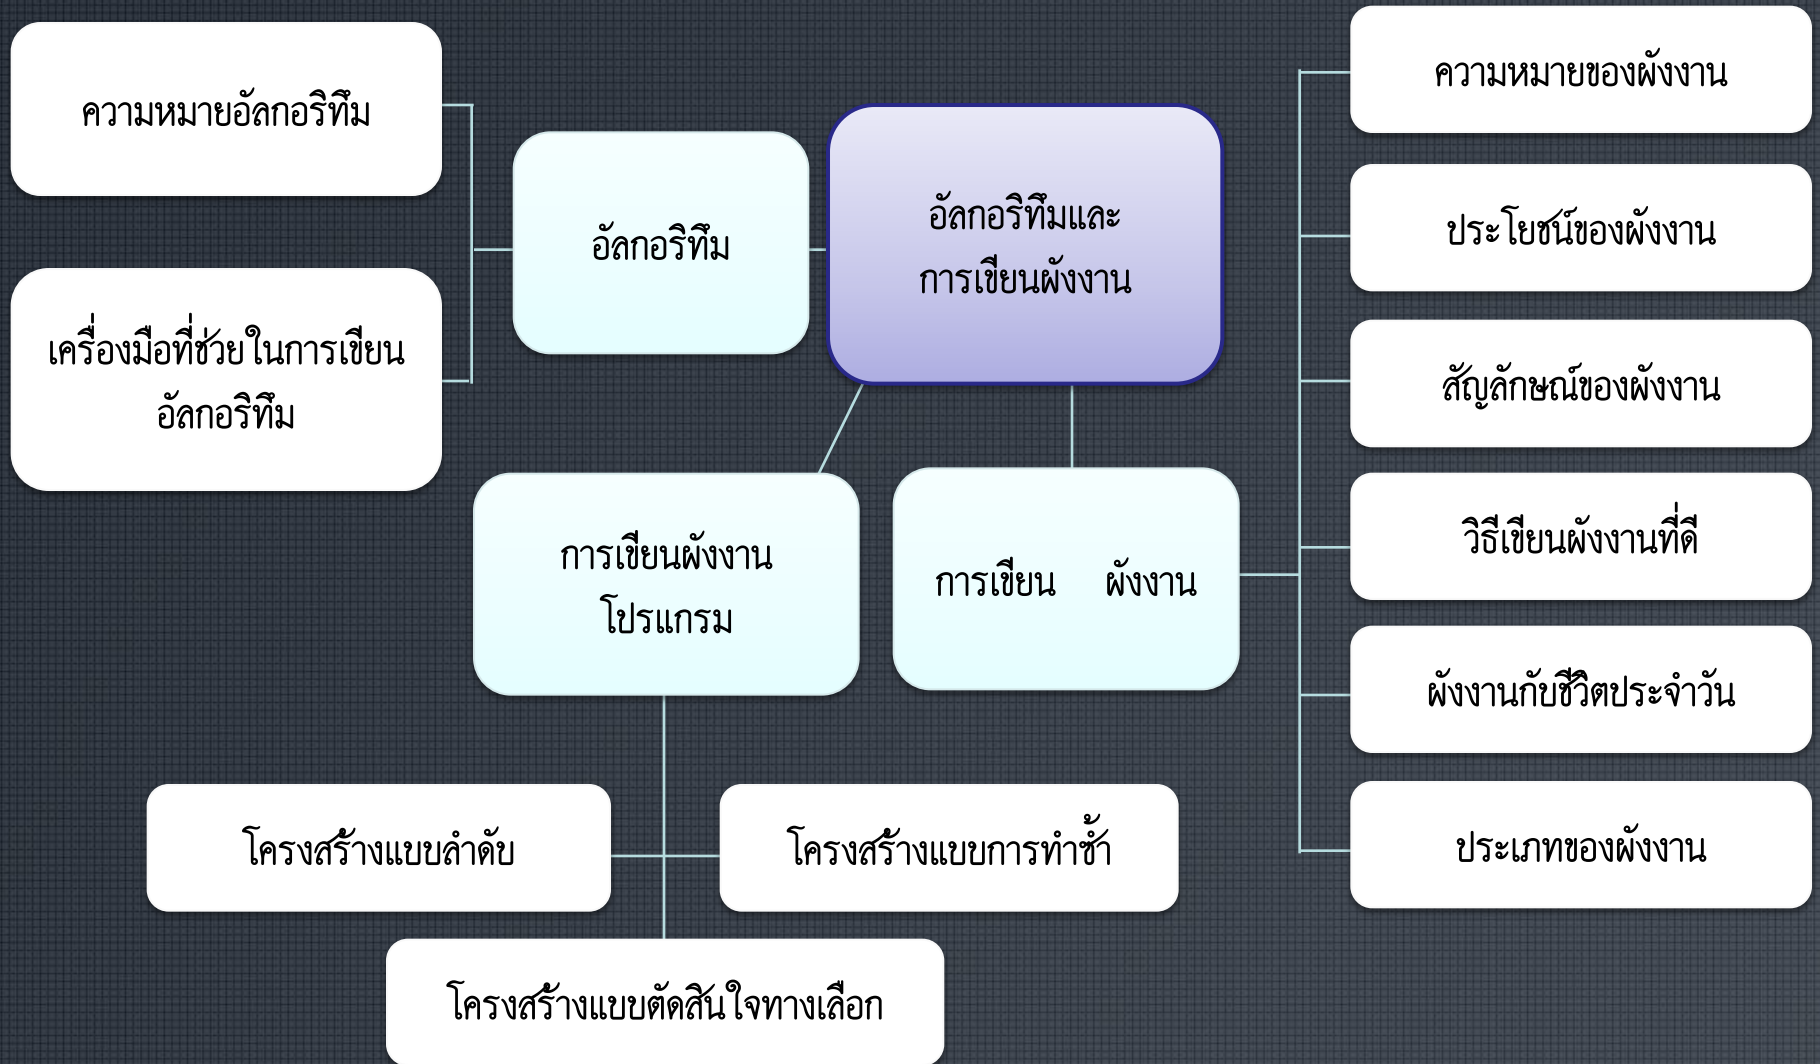 ความหมายอัลกอริทึม
เครื่องมือที่ช่วยในการเขียน
อัลกอริทึม
อัลกอริทึม
อัลกอริทึมและ
การเขียนผังงาน
การเขียนผังงาน
โปรแกรม
การเขียน ผังงาน
ความหมายของผังงาน
ประโยชน์ของผังงาน
สัญลักษณ์ของผังงาน
วิธีเขียนผังงานที่ดี
ผังงานกับชีวิตประจำวัน
ประเภทของผังงาน
โครงสร้างแบบลำดับ
โครงสร้างแบบการทำซ้ำ
โครงสร้างแบบตัดสินใจทางเลือก